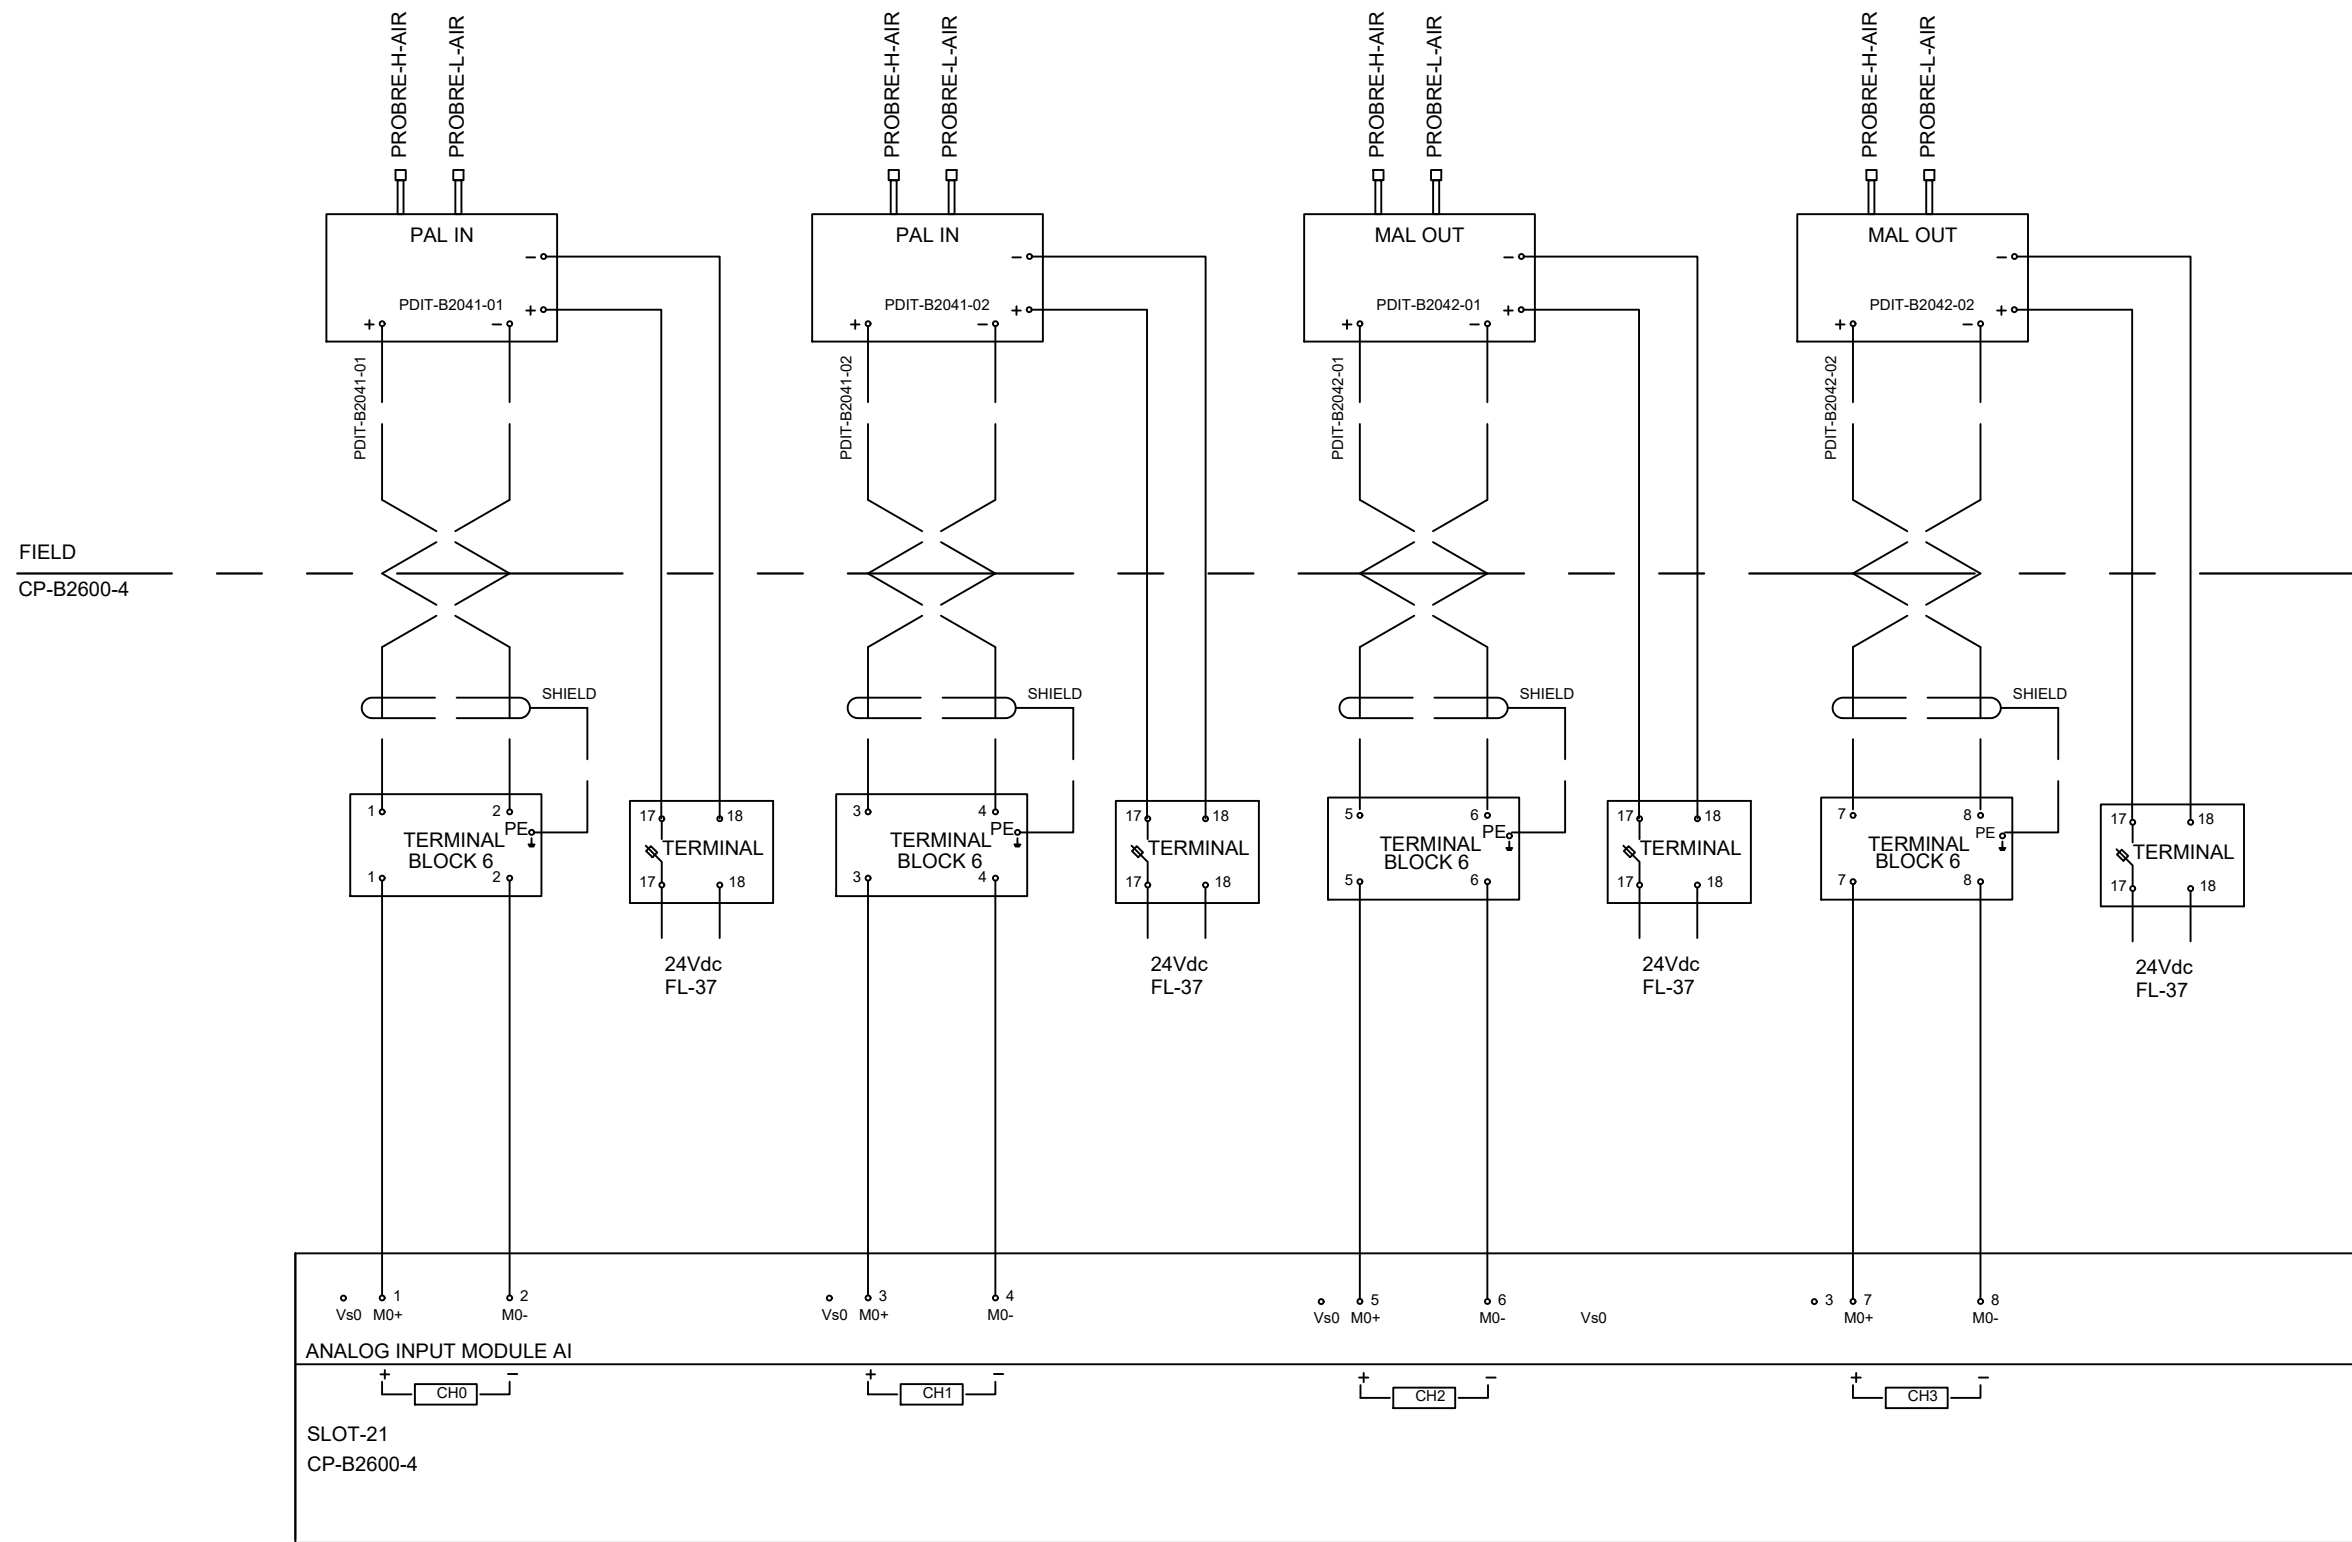 PROBRE-H-AIR
PROBRE-L-AIR
PROBRE-H-AIR
PROBRE-L-AIR
PROBRE-H-AIR
PROBRE-L-AIR
PROBRE-H-AIR
PROBRE-L-AIR
PAL IN
PAL IN
MAL OUT
MAL OUT
−
−
−
−
PDIT-B2041-01 +
PDIT-B2041-02 +
PDIT-B2042-01 +
PDIT-B2042-02 +
+ −
+ −
+ −
+ −
PDIT-B2041-01
PDIT-B2041-02
PDIT-B2042-01
PDIT-B2042-02
FIELD
CP-B2600-4
SHIELD
SHIELD
SHIELD
SHIELD
1 2
PE
TERMINAL
BLOCK 6
1 2
17 18
TERMINAL
17 18
3 4
PE
TERMINAL
BLOCK 6
3 4
17 18
TERMINAL
17 18
5 6
PE
TERMINAL
BLOCK 6
5 6
17 18
TERMINAL
17 18
7 8
PE
TERMINAL
BLOCK 6
7 8
17 18
TERMINAL
17 18
24Vdc
FL-37
24Vdc
FL-37
24Vdc
FL-37
24Vdc
FL-37
1 2
Vs0 M0+ M0-
3 4
Vs0 M0+ M0-
5 6
Vs0 M0+ M0- Vs0
3 7 8
M0+ M0-
ANALOG INPUT MODULE AI
+ −
CH0
+ −
CH1
+ −
CH2
+ −
CH3
SLOT-21
CP-B2600-4